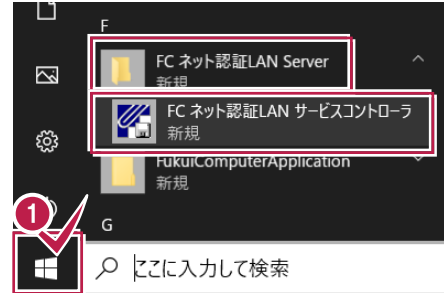 F
FC ネット認証LAN Server
新規
FC ネット認証LAN サービスコントローラ
新規
FukuiComputerApplication
新規
1
G
ここに入力して検索